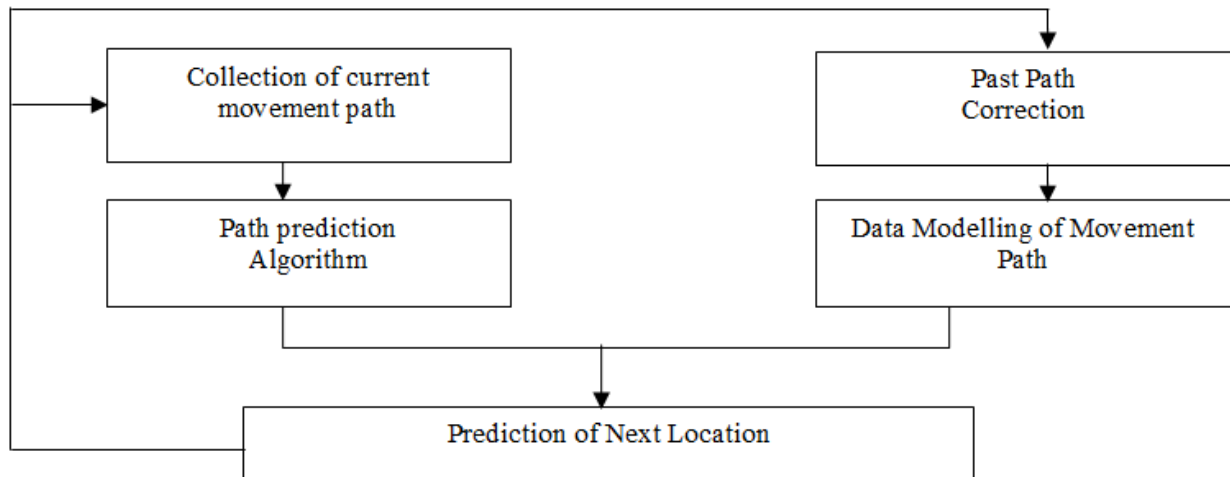 Collection of current
movement path
Past Path
Correction
Path prediction
Algorithm
Data Modelling of Movement
Path
Prediction of Next Location